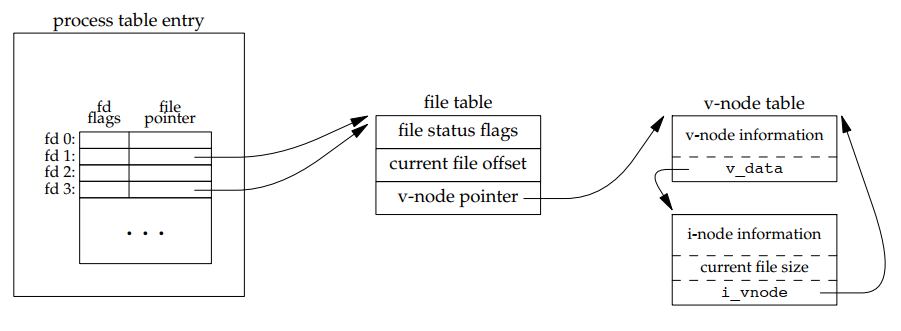 process table entry
fd
flags
file
pointer
fd 0:
fd 1:
fd 2:
fd 3:
. . .
file table
file status flags
current file offset
v-node pointer
v-node table
v-node information
v_data
i-node information
current file size
i_vnode